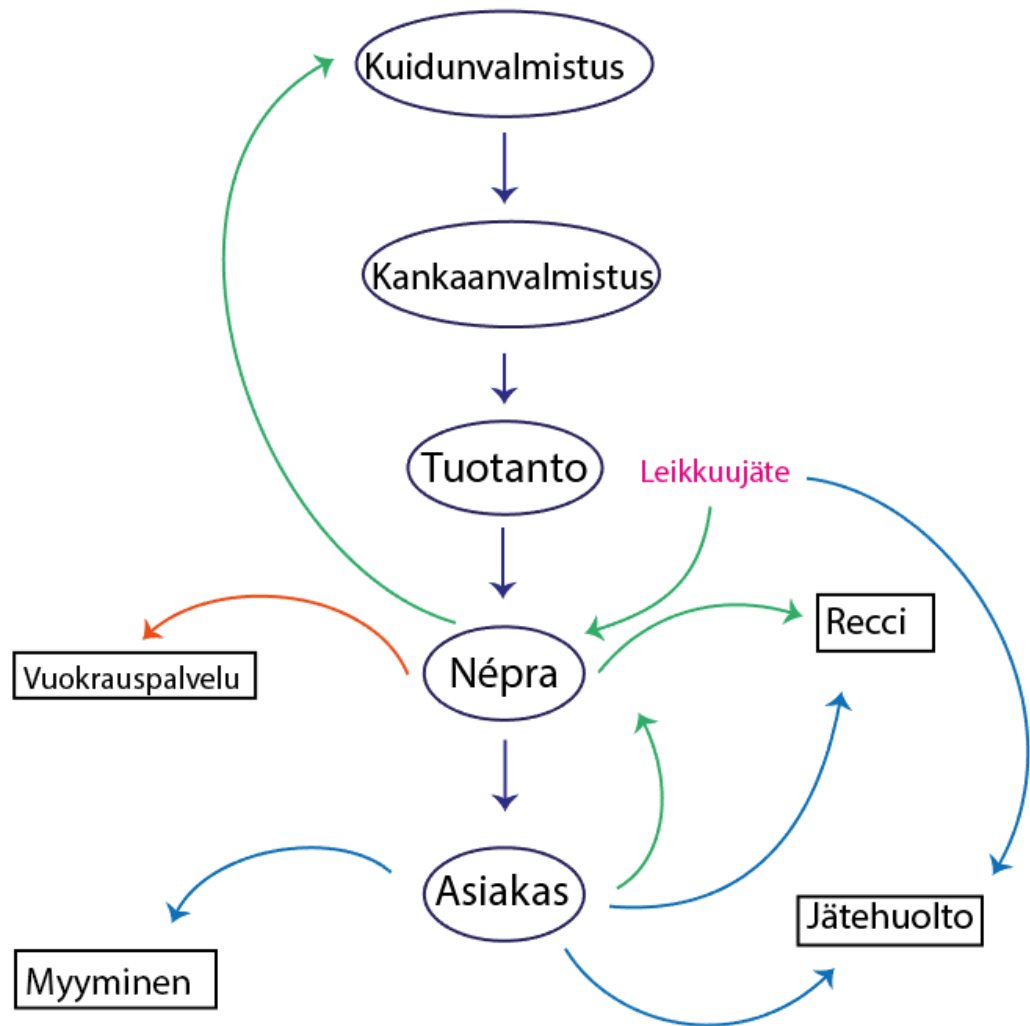 Kuidunvalmistus
Kankaanvalmistus
Tuotanto
Leikkuujäte
Recci
Népra
Vuokrauspalvelu
Asiakas
Jätehuolto
Myyminen